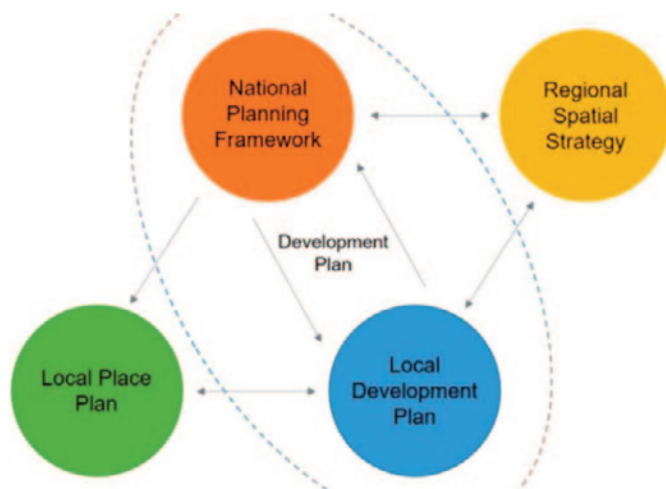 National
Planning
Framework
Regional
Spatial
Strategy
Development
Plan
Local Place
Plan
Local
Development
Plan